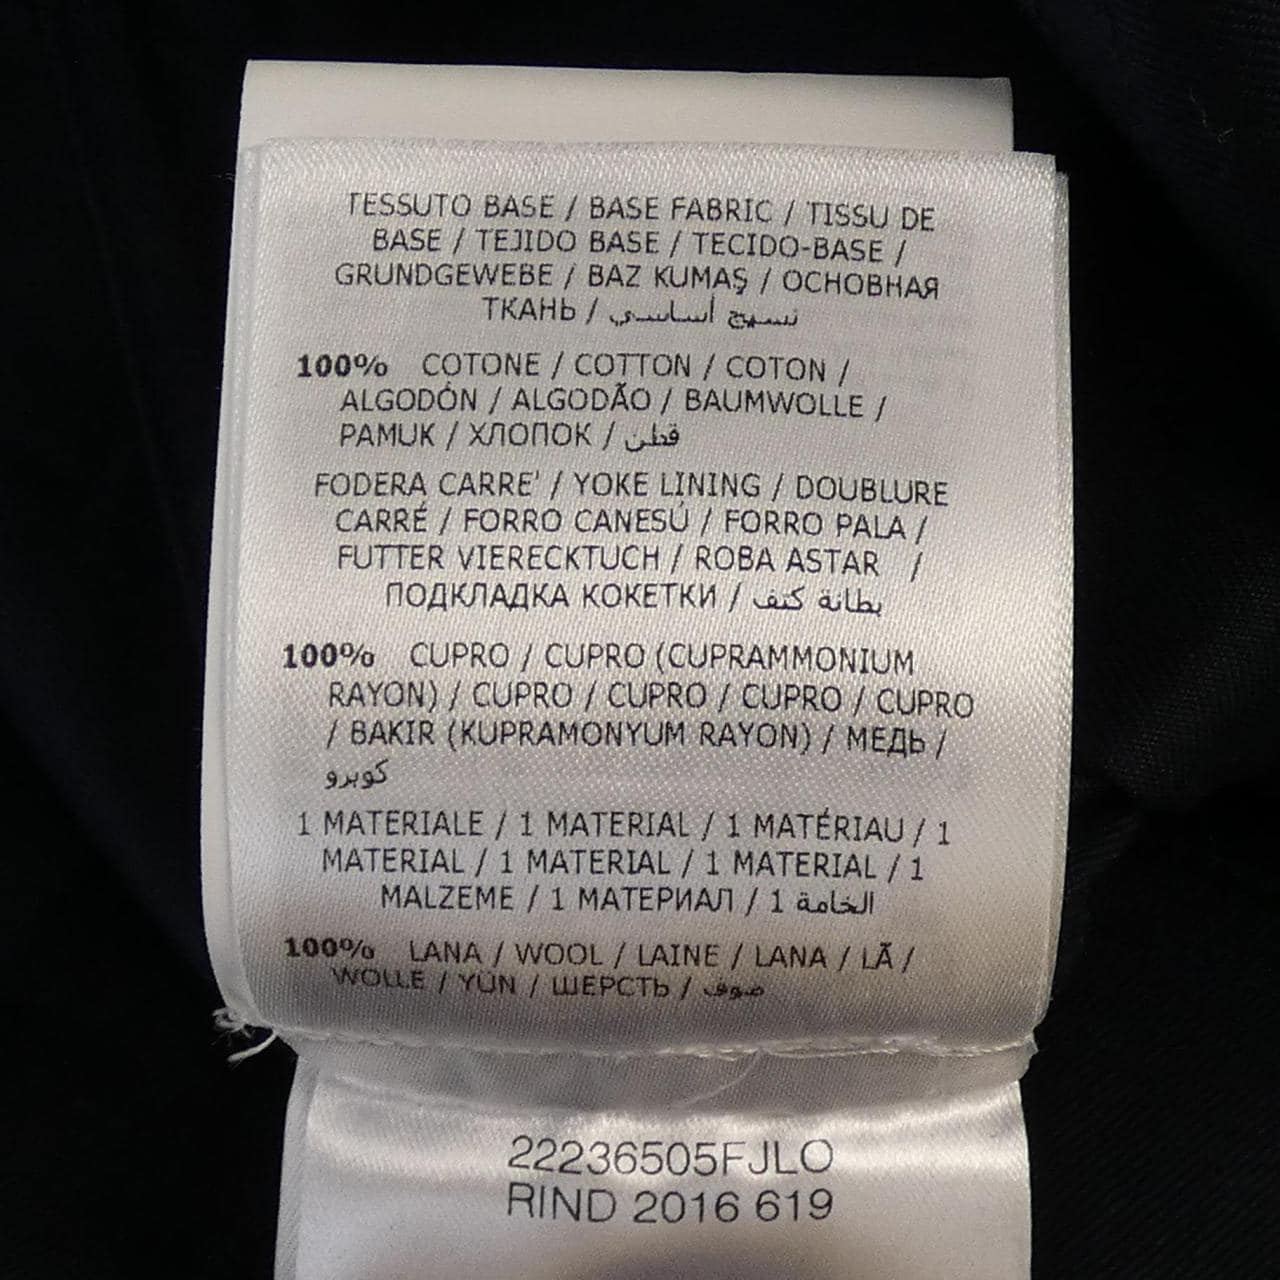 TESSUTO BASE / BASE FABRIC / TISSU DE
BASE / TEJIDO BASE / TECIDO-BASE /
GRUNDGEWEBE / BAZ KUMAŞ / ОСНОВНАЯ
ТКАНЬ / نسيج أساسي
100% COTONE / COTTON / COTON /
ALGODÓN / ALGODÃO / BAUMWOLLE /
PAMUK / ХЛОПОК / قطن
FODERA CARRE' / YOKE LINING / DOUBLURE
CARRÉ / FORRO CANESÚ / FORRO PALA /
FUTTER VIERECKTUCH / ROBA ASTAR /
ПОДКЛАДКА КОКЕТКИ / بطانة كتف
100% CUPRO / CUPRO (CUPRAMMONIUM
RAYON) / CUPRO / CUPRO / CUPRO / CUPRO
/ BAKIR (KUPRAMONYUM RAYON) / МЕДЬ /
كوبرو
1 MATERIALE / 1 MATERIAL / 1 MATÉRIAU / 1
MATERIAL / 1 MATERIAL / 1 MATERIAL / 1
MALZEME / 1 МАТЕРИАЛ / 1 الخامة
100% LANA / WOOL / LAINE / LANA / LÃ /
WOLLE / YÜN / ШЕРСТЬ / صوف
22236505FJLO
RIND 2016 619